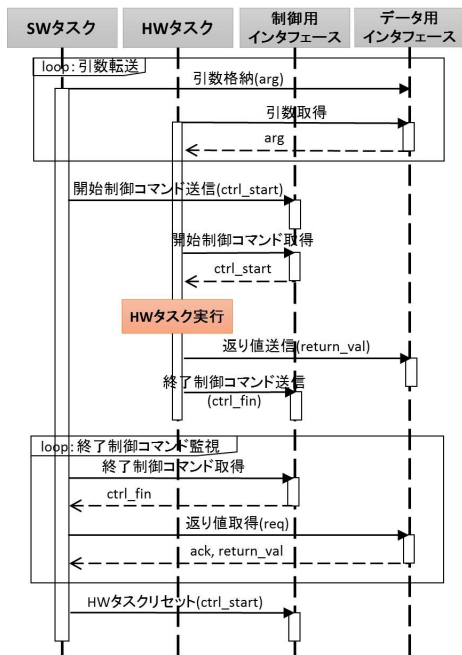 SWタスク
HWタスク
制御用
インタフェース
データ用
インタフェース
loop: 引数転送
引数格納(arg)
引数取得
arg
開始制御コマンド送信(ctrl_start)
開始制御コマンド取得
ctrl_start
HWタスク実行
返り値送信(return_val)
終了制御コマンド送信
(ctrl_fin)
loop: 終了制御コマンド監視
終了制御コマンド取得
ctrl_fin
返り値取得(req)
ack, return_val
HWタスクリセット(ctrl_start)